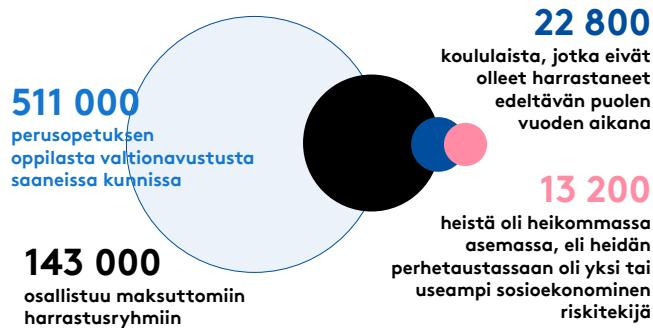 511 000
perusopetuksen
oppilasta valtionavustusta
saaneissa kunnissa
143 000
osallistuu maksuttomiin
harrastusryhmiin
22 800
koululaista, jotka eivät
olleet harrastaneet
edeltävän puolen
vuoden aikana
13 200
heistä oli heikommassa
asemassa, eli heidän
perhetaustassaan oli yksi tai
useampi sosioekonominen
riskitekijä